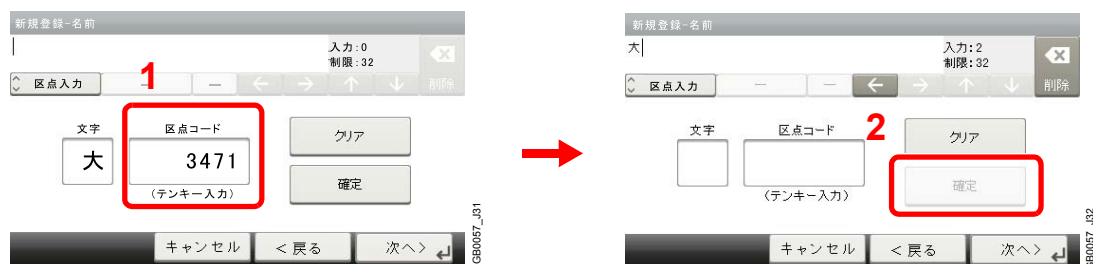 新規登録-名前
入力:0
制限:32
区点入力
削除
1
文字
区点コード
大
3471
(テンキー入力)
クリア
確定
キャンセル
<戻る
次へ>
GB0057_J31
新規登録-名前
大
入力:2
制限:32
区点入力
削除
文字
区点コード
2
(テンキー入力)
クリア
確定
キャンセル
<戻る
次へ>
GB0057_J32